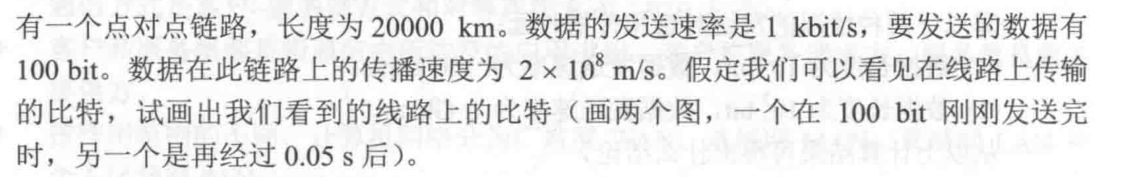 有一个点对点链路，长度为 20000 km。数据的发送速率是 1 kbit/s，要发送的数据有
100 bit。数据在此链路上的传播速度为 2 × 10⁸ m/s。假定我们可以看见在线路上传输
的比特，试画出我们看到的线路上的比特（画两个图，一个在 100 bit 刚刚发送完
时，另一个是再经过 0.05 s 后）。